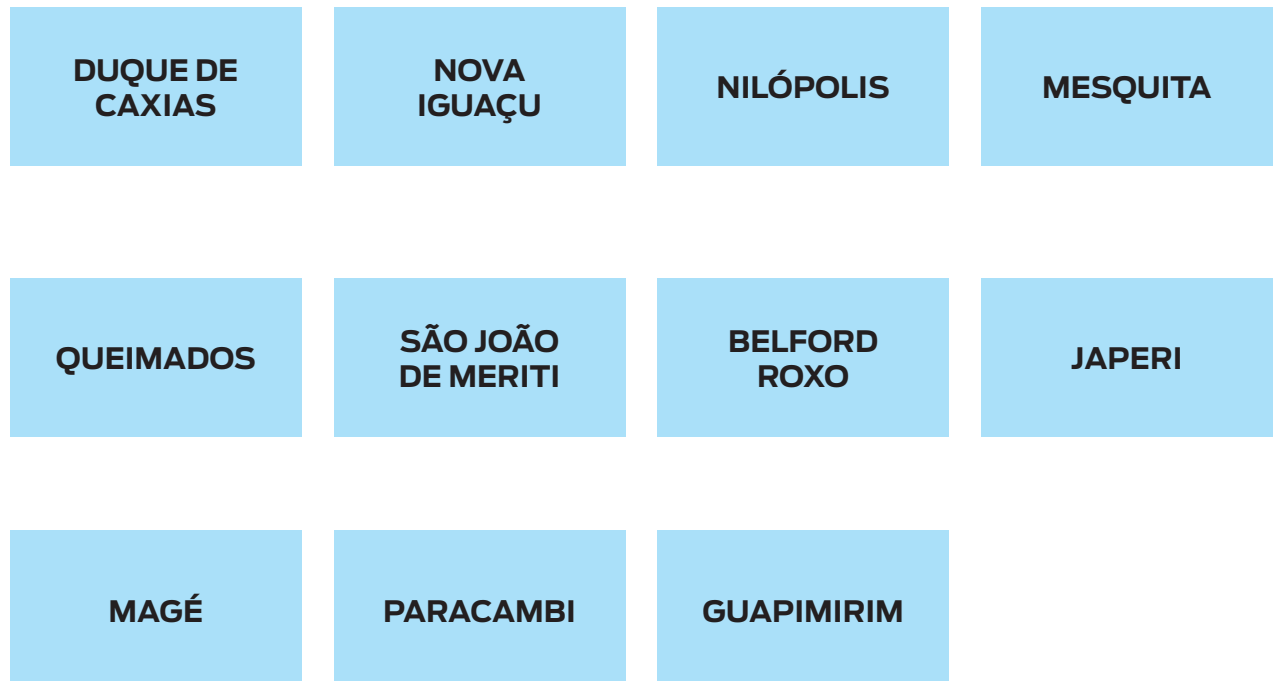 DUQUE DE
CAXIAS
NOVA
IGUAÇU
NILÓPOLIS
MESQUITA
QUEIMADOS
SÃO JOÃO
DE MERITI
BELFORD
ROXO
JAPERI
MAGÉ
PARACAMBI
GUAPIMIRIM